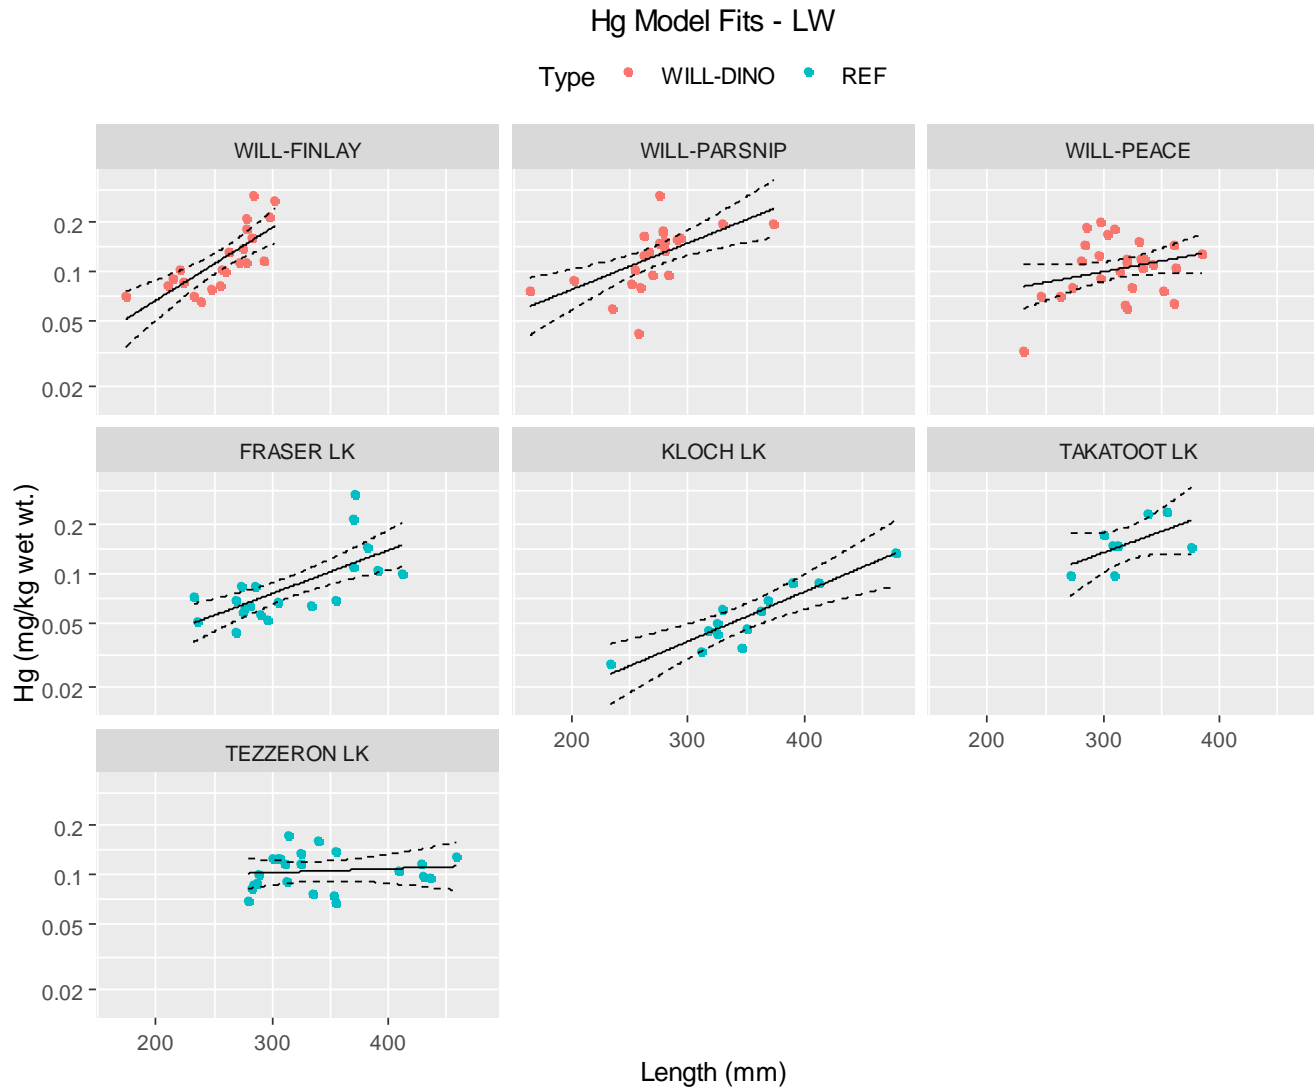 Hg Model Fits - LW
Type WILL-DINO REF
WILL-FINLAY WILL-PARSNIP WILL-PEACE
0.2
0.1
0.05
0.02
FRASER LK KLOCH LK TAKATOOT LK
0.2
0.1
0.05
0.02
200 300 400 200 300 400
TEZZERON LK
0.2
0.1
0.05
0.02
200 300 400
Hg (mg/kg wet wt.)
Length (mm)